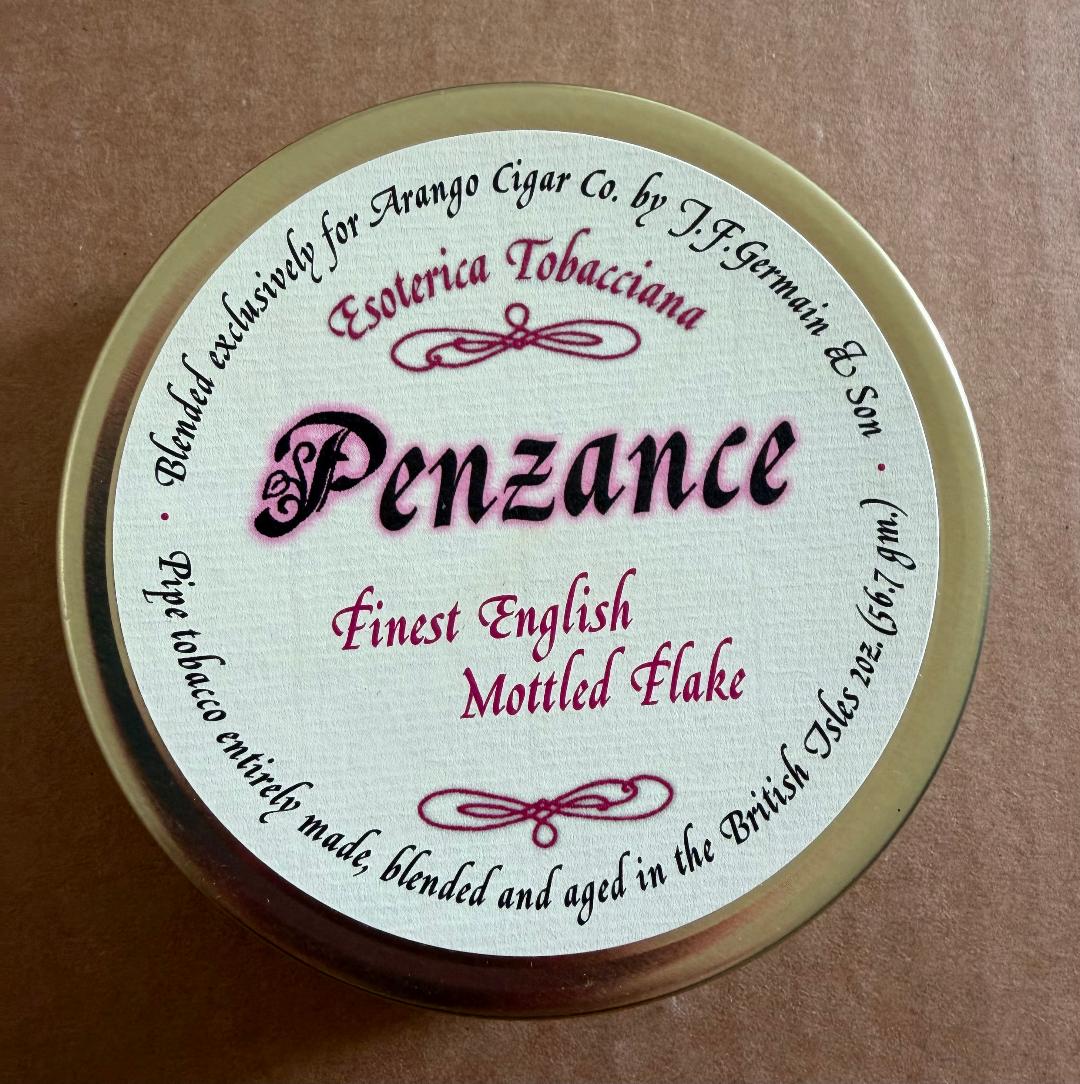 • Blended exclusively for Arango Cigar Co. by J.F.Germain & Son •
Esoterica Tobacciana
Penzance
Finest English
Mottled Flake
Pipe tobacco entirely made, blended and aged in the British Isles 2oz. (56.7 gm.)